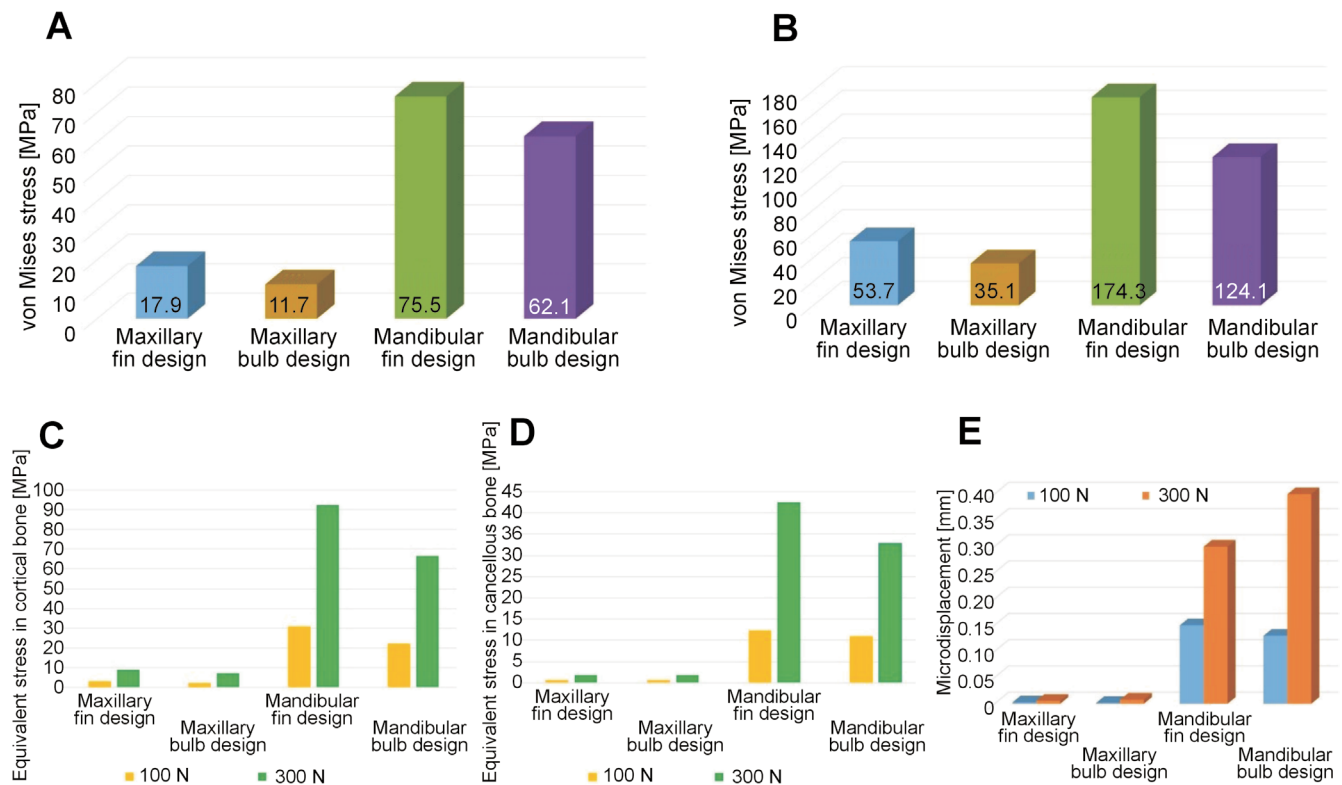 A
von Mises stress [MPa]
80
70
60
50
40
30
20
10
0
17.9
11.7
75.5
62.1
Maxillary
fin design
Maxillary
bulb design
Mandibular
fin design
Mandibular
bulb design
B
von Mises stress [MPa]
180
160
140
120
100
80
60
40
20
0
53.7
35.1
174.3
124.1
Maxillary
fin design
Maxillary
bulb design
Mandibular
fin design
Mandibular
bulb design
C
Equivalent stress in cortical bone [MPa]
100
90
80
70
60
50
40
30
20
10
0
Maxillary
fin design
Maxillary
bulb design
Mandibular
fin design
Mandibular
bulb design
100 N
300 N
D
Equivalent stress in cancellous bone [MPa]
45
40
35
30
25
20
15
10
5
0
Maxillary
fin design
Maxillary
bulb design
Mandibular
fin design
Mandibular
bulb design
100 N
300 N
E
Microdisplacement [mm]
100 N
300 N
0.40
0.35
0.30
0.25
0.20
0.15
0.10
0.05
0
Maxillary
fin design
Maxillary
bulb design
Mandibular
fin design
Mandibular
bulb design